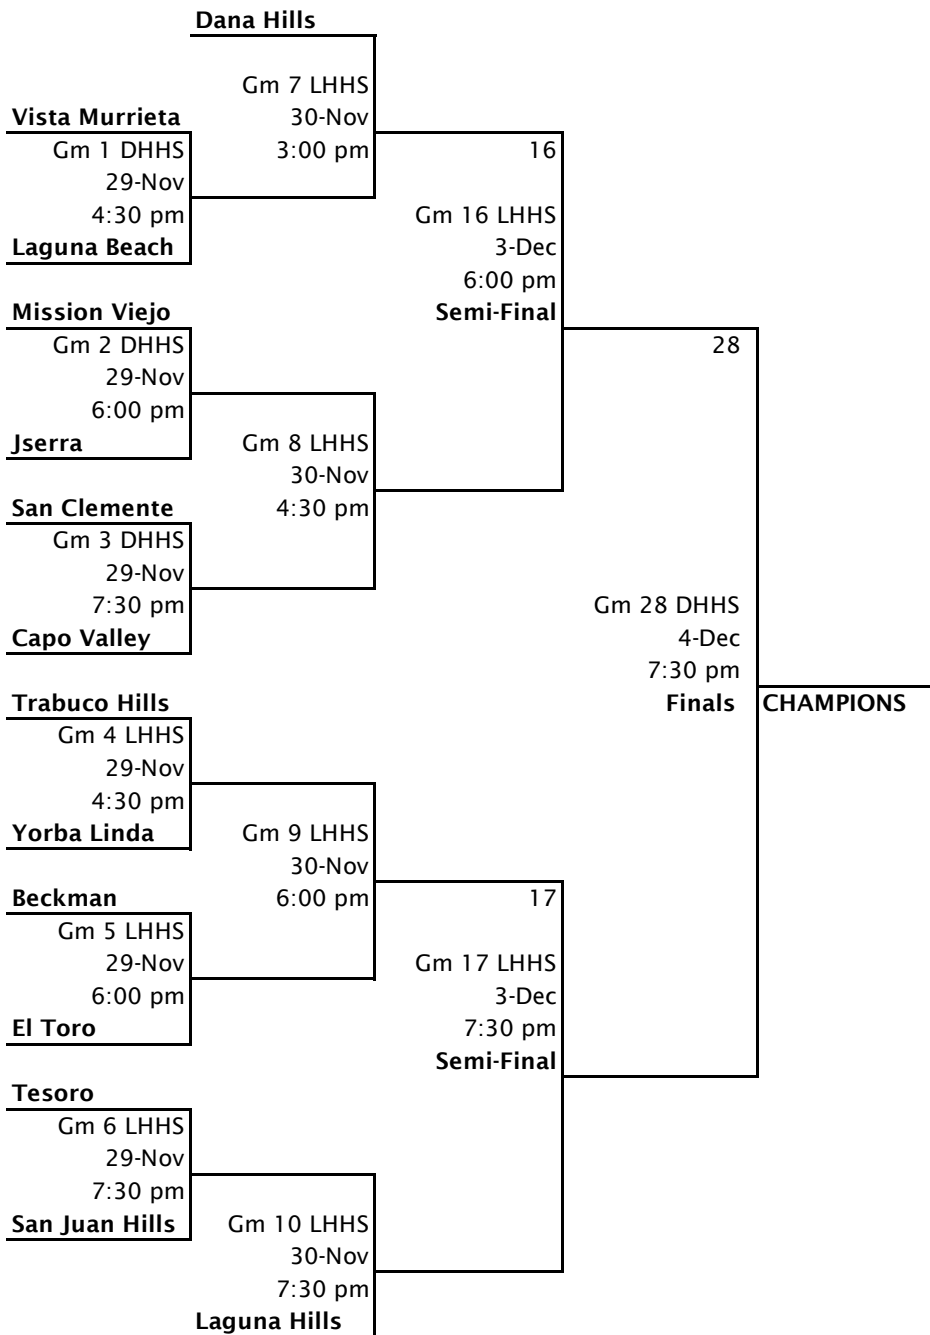 Dana Hills
Gm 7 LHHS
30-Nov
3:00 pm
Vista Murrieta
Gm 1 DHHS
29-Nov
4:30 pm
Laguna Beach
16
Gm 16 LHHS
3-Dec
6:00 pm
Semi-Final
Mission Viejo
Gm 2 DHHS
29-Nov
6:00 pm
Jserra
28
Gm 8 LHHS
30-Nov
4:30 pm
San Clemente
Gm 3 DHHS
29-Nov
7:30 pm
Capo Valley
Gm 28 DHHS
4-Dec
7:30 pm
Finals
CHAMPIONS
Trabuco Hills
Gm 4 LHHS
29-Nov
4:30 pm
Yorba Linda
Gm 9 LHHS
30-Nov
6:00 pm
Beckman
Gm 5 LHHS
29-Nov
6:00 pm
El Toro
17
Gm 17 LHHS
3-Dec
7:30 pm
Semi-Final
Tesoro
Gm 6 LHHS
29-Nov
7:30 pm
San Juan Hills
Gm 10 LHHS
30-Nov
7:30 pm
Laguna Hills